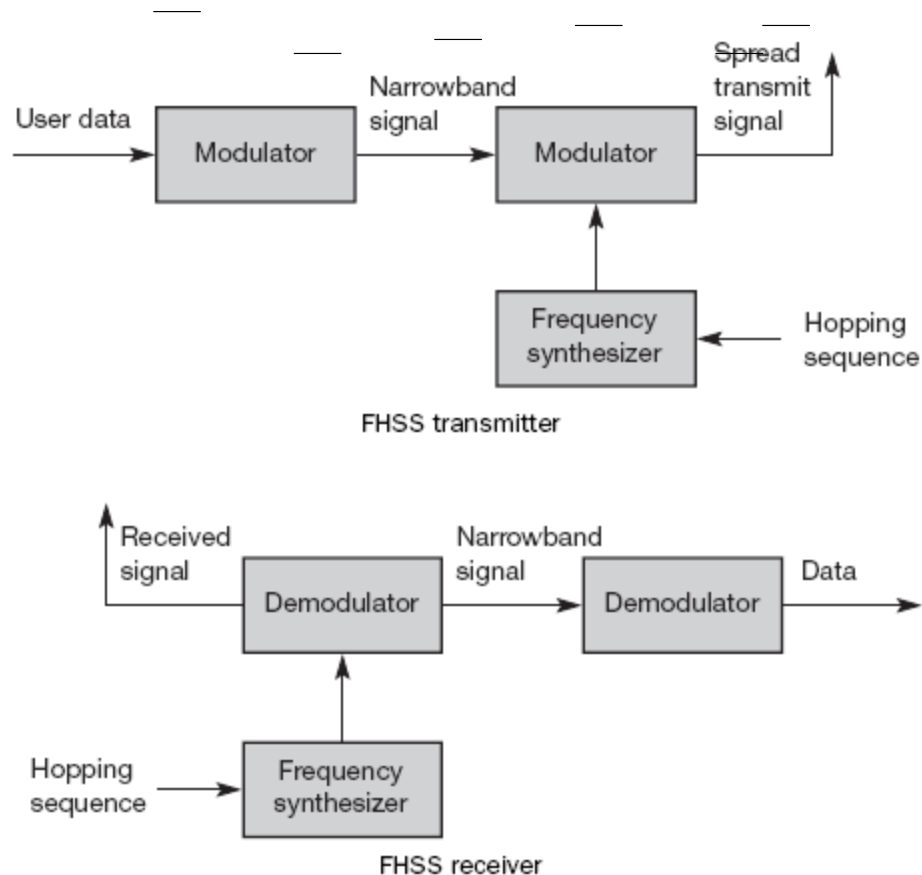 Spread
transmit
signal
Narrowband
signal
User data
Modulator
Modulator
Frequency
synthesizer
Hopping
sequence
FHSS transmitter
Received
signal
Narrowband
signal
Data
Demodulator
Demodulator
Hopping
sequence
Frequency
synthesizer
FHSS receiver